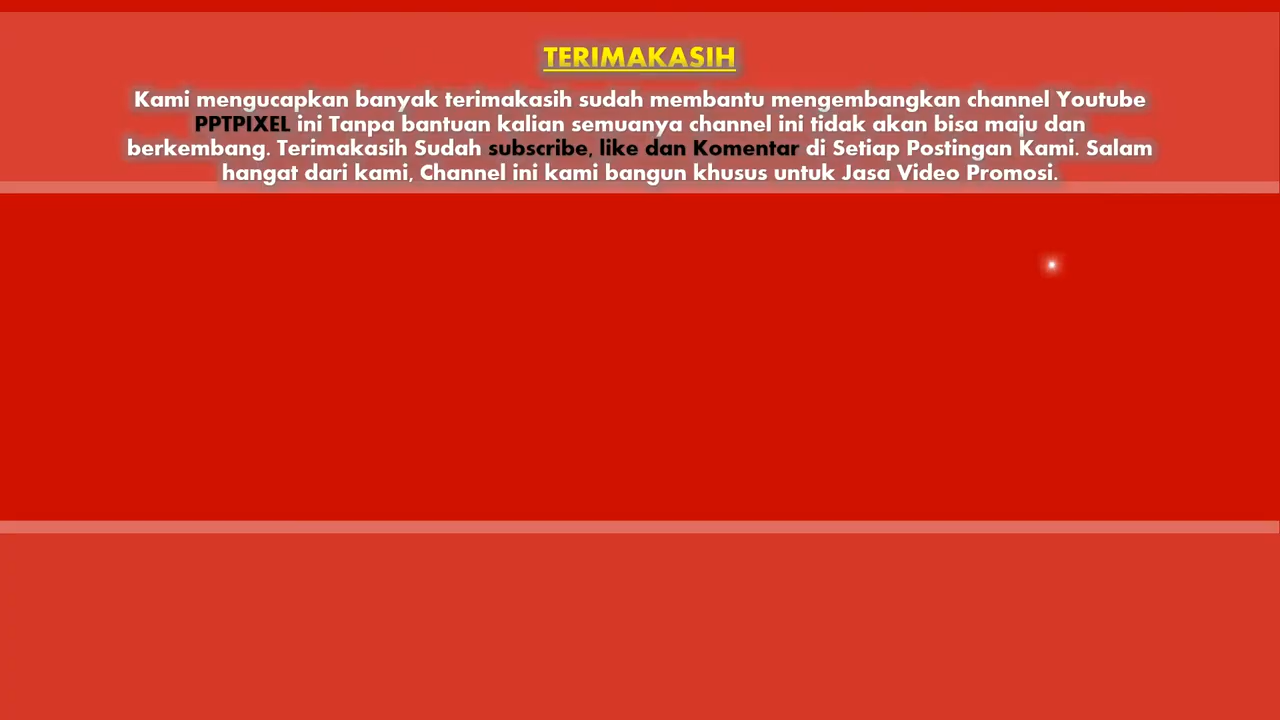 TERIMAKASIH
Kami mengucapkan banyak terimakasih sudah membantu mengembangkan channel Youtube
PPTPIXEL ini Tanpa bantuan kalian semuanya channel ini tidak akan bisa maju dan
berkembang. Terimakasih Sudah subscribe, like dan Komentar di Setiap Postingan Kami. Salam
hangat dari kami, Channel ini kami bangun khusus untuk Jasa Video Promosi.